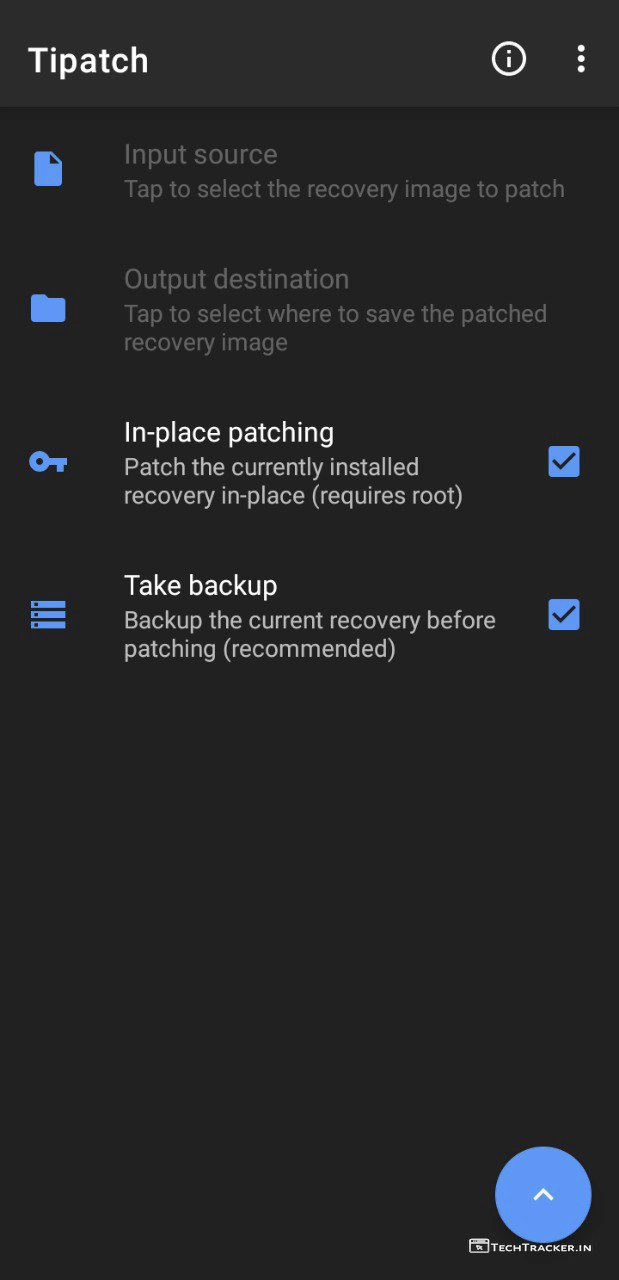 Tipatch
Input source
Tap to select the recovery image to patch
Output destination
Tap to select where to save the patched
recovery image
In-place patching
Patch the currently installed
recovery in-place (requires root)
Take backup
Backup the current recovery before
patching (recommended)
TECHTRACKER.IN